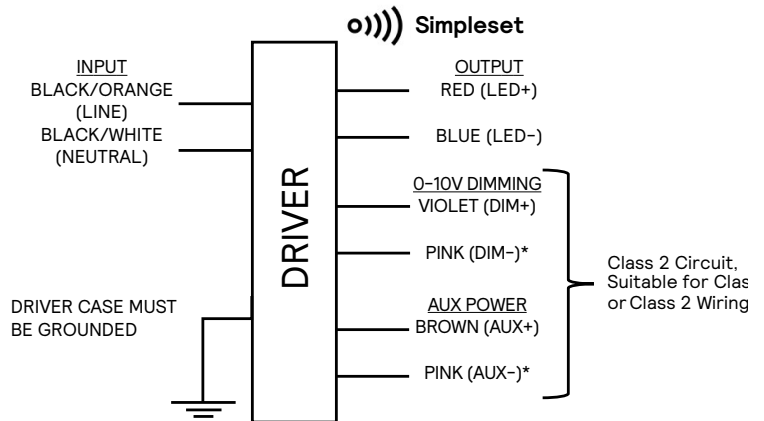 Simpleset
INPUT
BLACK/ORANGE
(LINE)
BLACK/WHITE
(NEUTRAL)
DRIVER CASE MUST
BE GROUNDED
DRIVER
OUTPUT
RED (LED+)
BLUE (LED-)
0-10V DIMMING
VIOLET (DIM+)
PINK (DIM-)*
AUX POWER
BROWN (AUX+)
PINK (AUX-)*
Class 2 Circuit,
Suitable for
or Class 2 Wiring